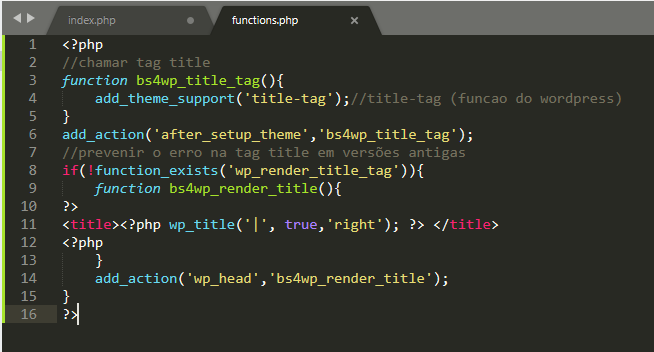 index.php functions.php
1 <?php
2 //chamar tag title
3 function bs4wp_title_tag(){
4     add_theme_support('title-tag');//title-tag (funcao do wordpress)
5 }
6 add_action('after_setup_theme','bs4wp_title_tag');
7 //prevenir o erro na tag title em versões antigas
8 if(!function_exists('wp_render_title_tag')){
9     function bs4wp_render_title(){
10 ?>
11 <title><?php wp_title('|', true,'right'); ?> </title>
12 <?php
13     }
14     add_action('wp_head','bs4wp_render_title');
15 }
16 ?>